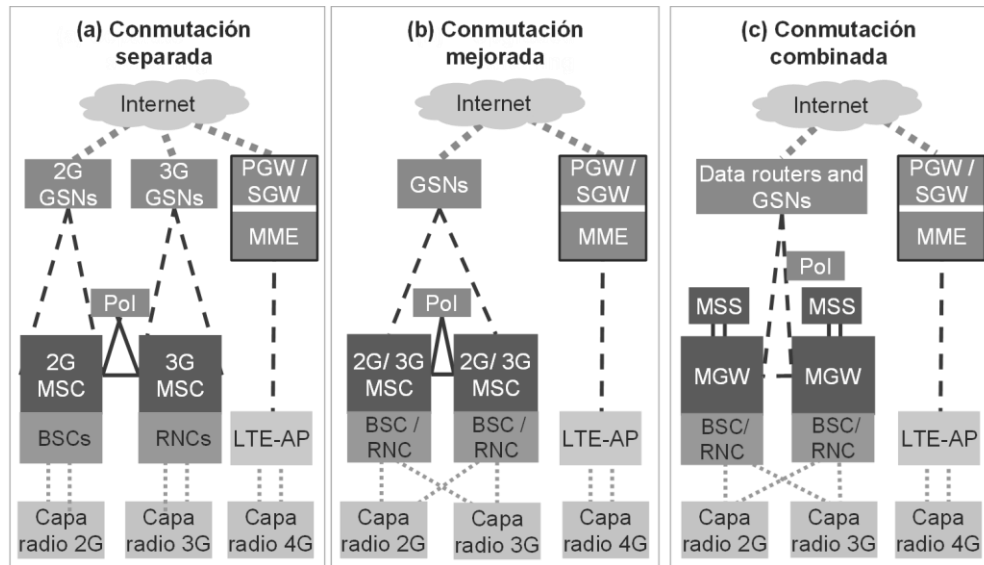 (a) Conmutación
separada
Internet
2G
GSNs
3G
GSNs
PGW /
SGW
MME
PoI
2G
MSC
3G
MSC
BSCs
RNCs
LTE-AP
Capa
radio 2G
Capa
radio 3G
Capa
radio 4G
(b) Conmutación
mejorada
Internet
GSNs
PoI
2G/ 3G
MSC
2G/ 3G
MSC
BSC /
RNC
BSC /
RNC
LTE-AP
Capa
radio 2G
Capa
radio 3G
Capa
radio 4G
PGW /
SGW
MME
(c) Conmutación
combinada
Internet
Data routers and
GSNs
PGW /
SGW
MME
PoI
MSS
MSS
MGW
MGW
BSC/
RNC
BSC/
RNC
LTE-AP
Capa
radio 2G
Capa
radio 3G
Capa
radio 4G